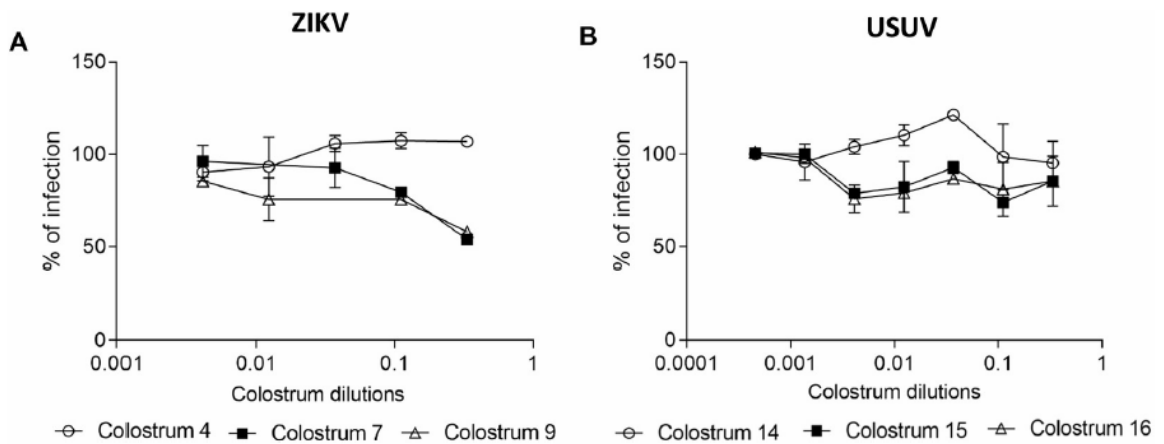 A
ZIKV
% of infection
150
100
50
0
0.001
0.01
0.1
1
Colostrum dilutions
Colostrum 4
Colostrum 7
Colostrum 9
B
USUV
% of infection
150
100
50
0
0.0001
0.01
0.1
1
Colostrum dilutions
Colostrum 14
Colostrum 15
Colostrum 16